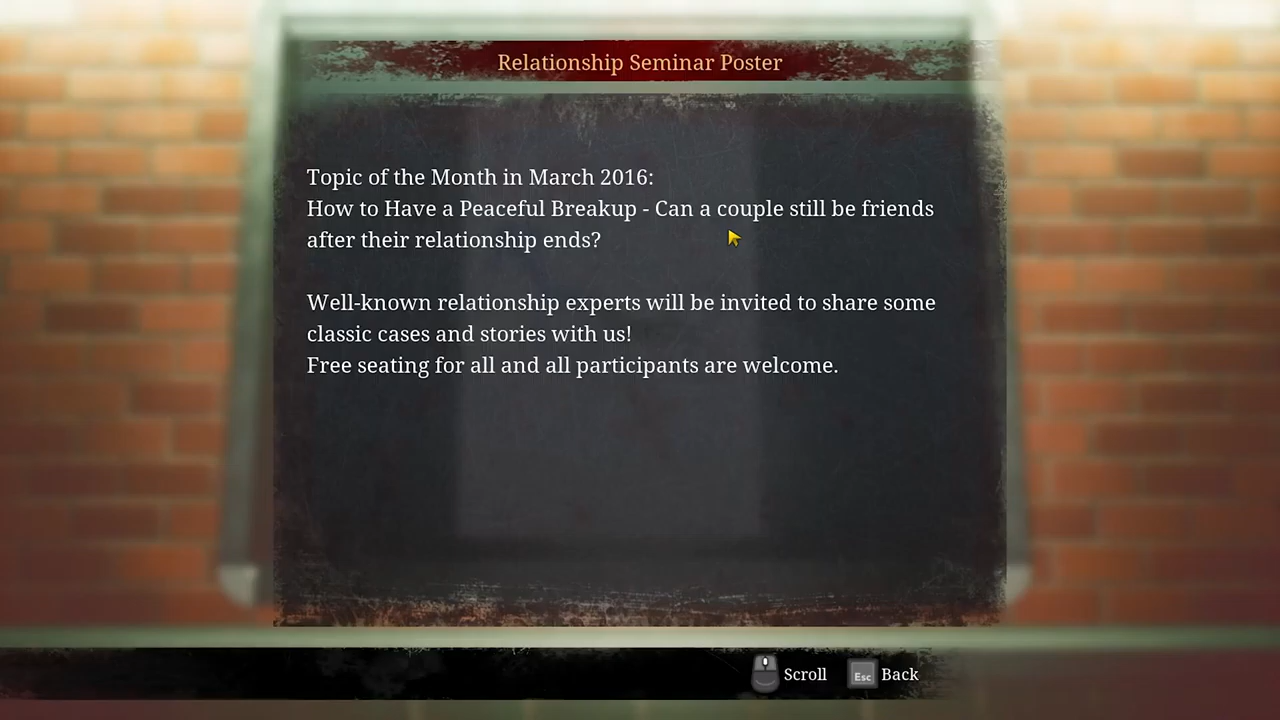 Relationship Seminar Poster
Topic of the Month in March 2016:
How to Have a Peaceful Breakup - Can a couple still be friends
after their relationship ends?
Well-known relationship experts will be invited to share some
classic cases and stories with us!
Free seating for all and all participants are welcome.
Scroll
Esc Back